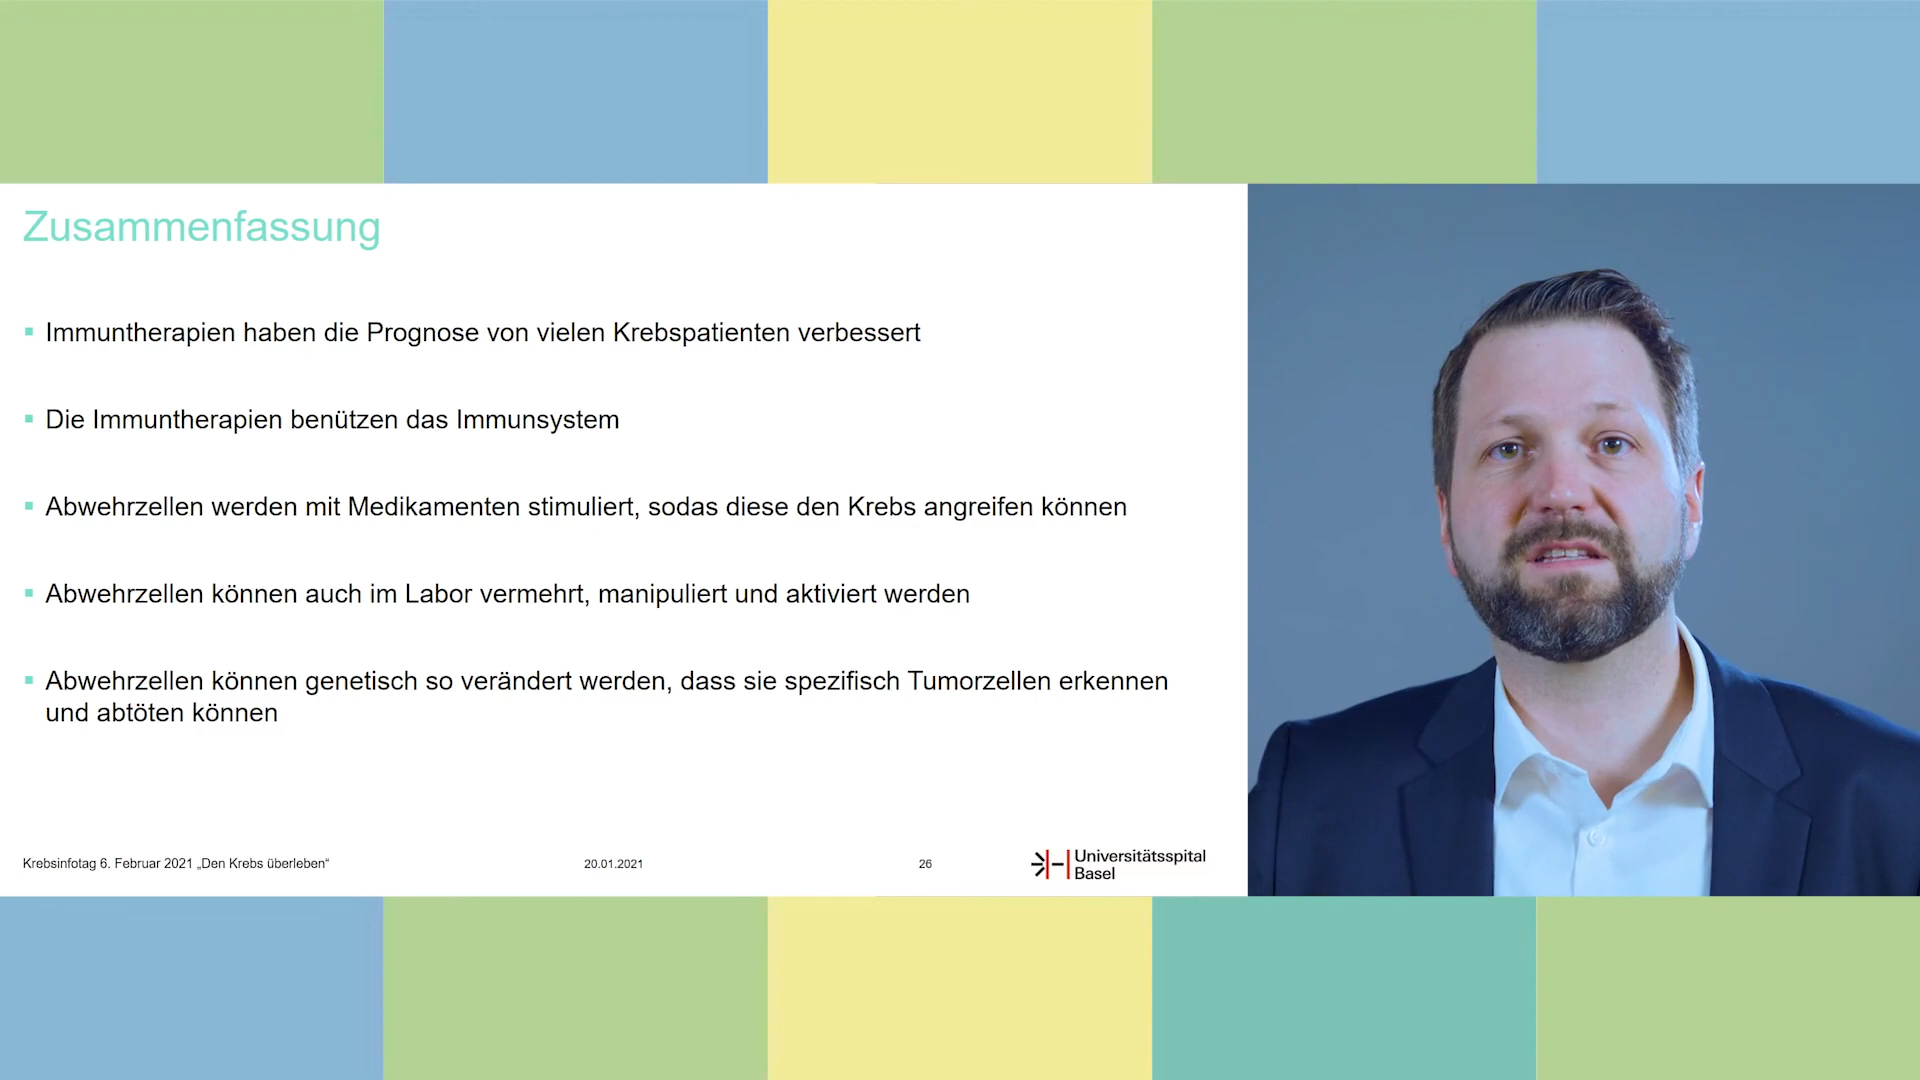 Zusammenfassung
▪ Immuntherapien haben die Prognose von vielen Krebspatienten verbessert
▪ Die Immuntherapien benützen das Immunsystem
▪ Abwehrzellen werden mit Medikamenten stimuliert, sodas diese den Krebs angreifen können
▪ Abwehrzellen können auch im Labor vermehrt, manipuliert und aktiviert werden
▪ Abwehrzellen können genetisch so verändert werden, dass sie spezifisch Tumorzellen erkennen
und abtöten können
Krebsinfotag 6. Februar 2021 „Den Krebs überleben“
20.01.2021
26
Universitätsspital
Basel